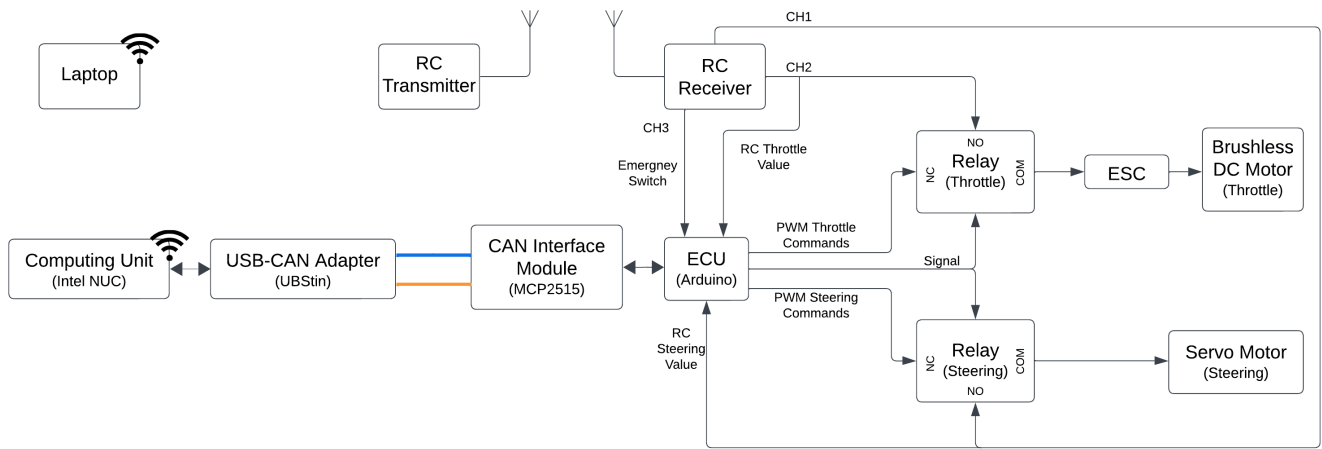 CH1
Laptop
RC
Transmitter
RC
Receiver
CH2
CH3
Emergney
Switch
RC Throttle
Value
NO
NC
Relay
(Throttle)
COM
ESC
Brushless
DC Motor
(Throttle)
Computing Unit
(Intel NUC)
USB-CAN Adapter
(UBStin)
CAN Interface
Module
(MCP2515)
ECU
(Arduino)
PWM Throttle
Commands
Signal
PWM Steering
Commands
RC
Steering
Value
NC
Relay
(Steering)
COM
NO
Servo Motor
(Steering)